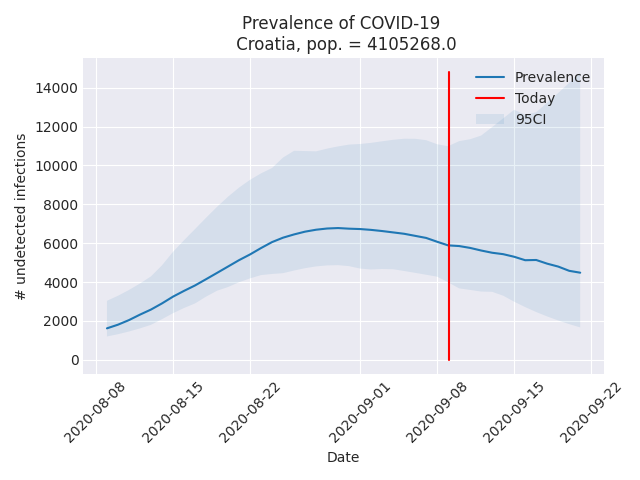 Prevalence of COVID-19
Croatia, pop. = 4105268.0
Prevalence
Today
95CI
14000
12000
10000
8000
6000
4000
2000
0
# undetected infections
2020-08-08
2020-08-15
2020-08-22
2020-09-01
2020-09-08
2020-09-15
2020-09-22
Date